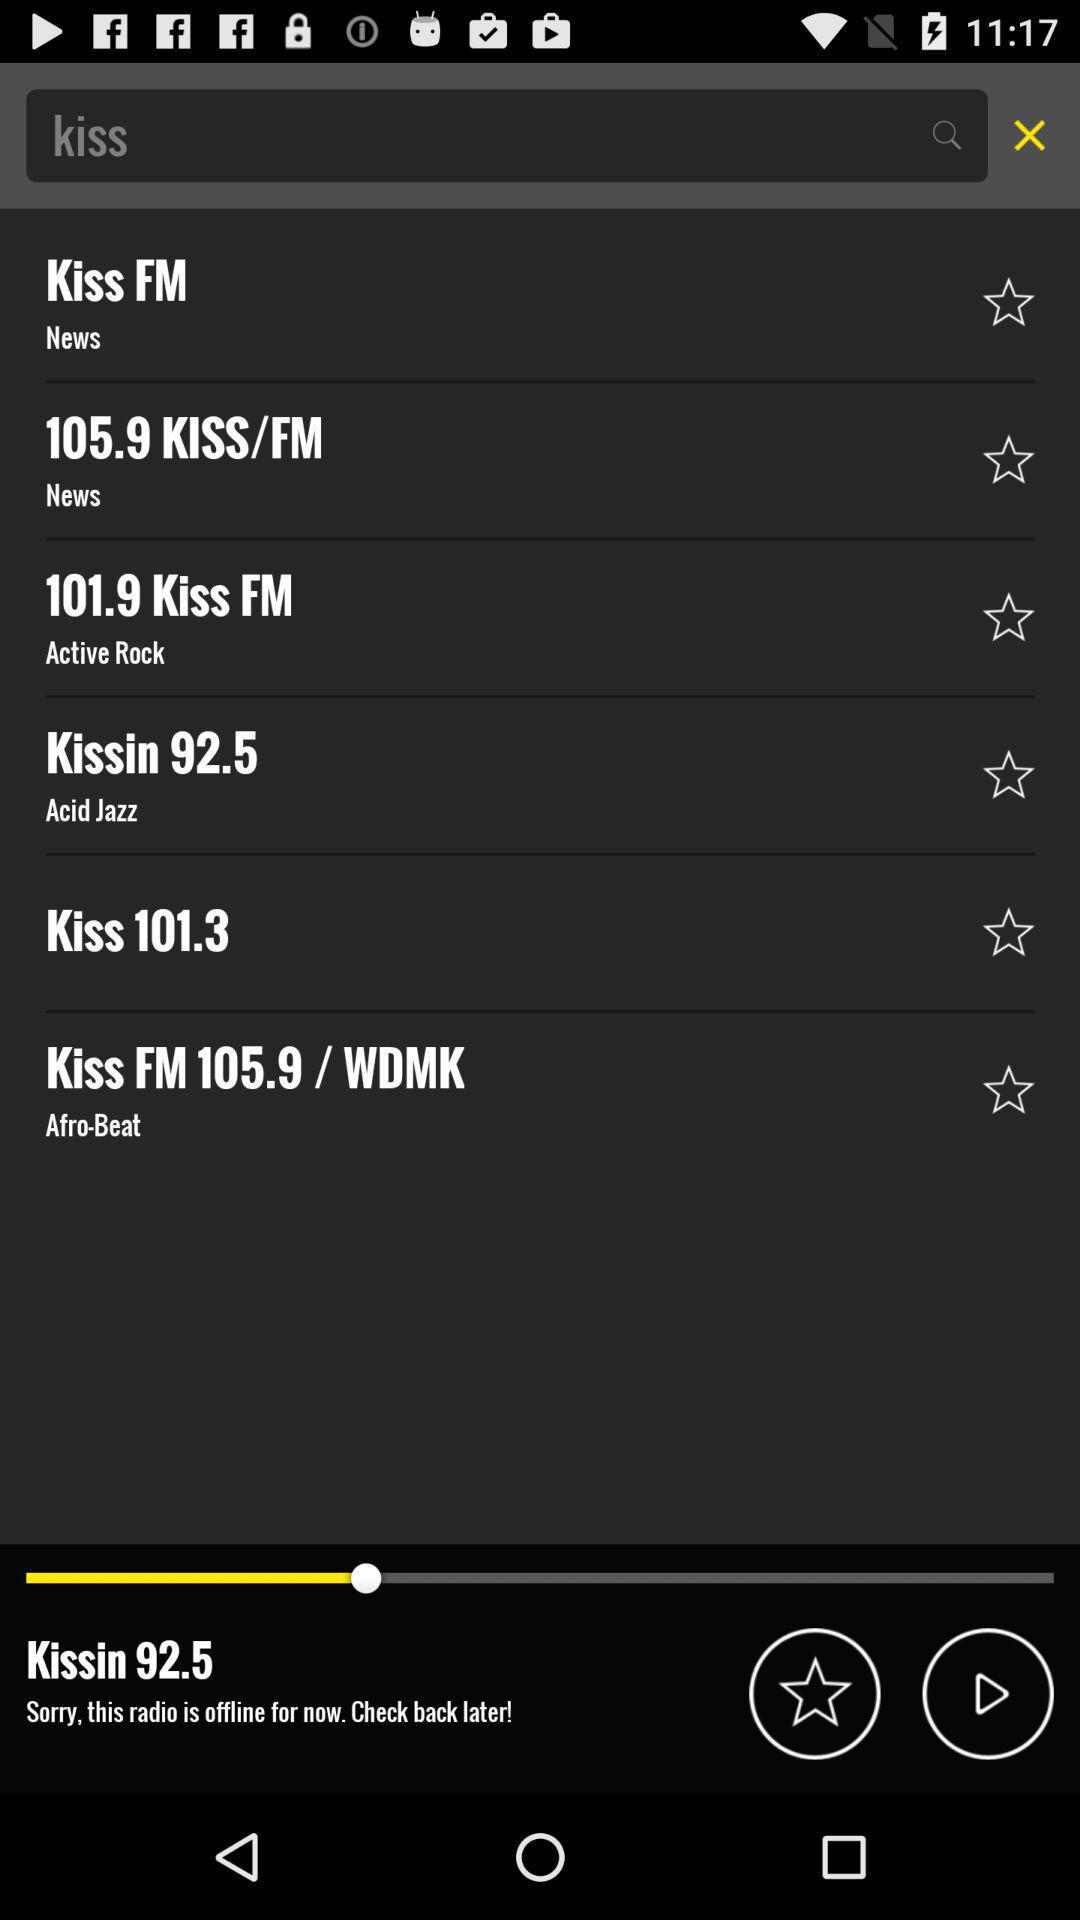 11:17
kiss
Kiss FM
News
105.9 KISS/FM
News
101.9 Kiss FM
Active Rock
Kissin 92.5
Acid Jazz
Kiss 101.3
Kiss FM 105.9 / WDMK
Afro-Beat
Kissin 92.5
Sorry, this radio is offline for now. Check back later!